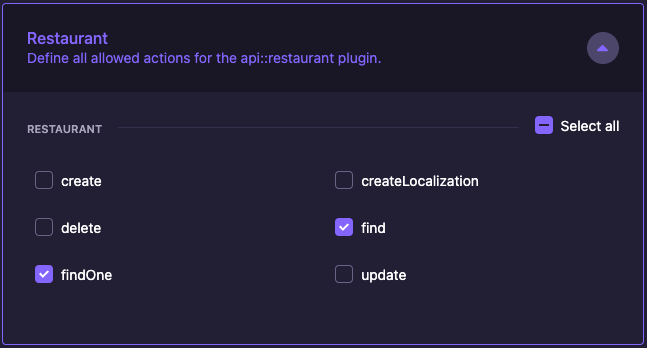 Restaurant
Define all allowed actions for the api::restaurant plugin.
RESTAURANT
Select all
create
createLocalization
delete
find
findOne
update